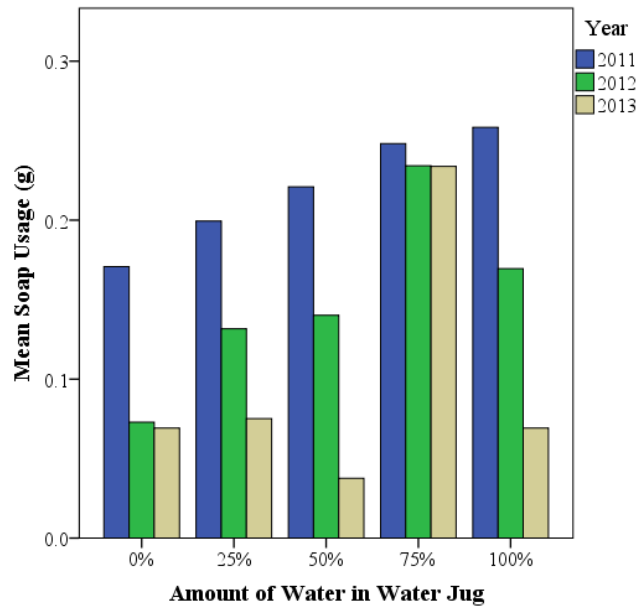 Year
2011
2012
2013
Mean Soap Usage (g)
0.3
0.2
0.1
0.0
0% 25% 50% 75% 100%
Amount of Water in Water Jug